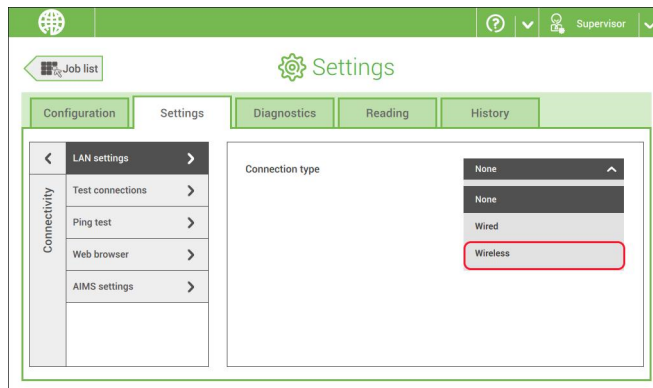 Supervisor
Job list
Settings
Configuration
Settings
Diagnostics
Reading
History
Connectivity
LAN settings
Test connections
Ping test
Web browser
AIMS settings
Connection type
None
None
Wired
Wireless